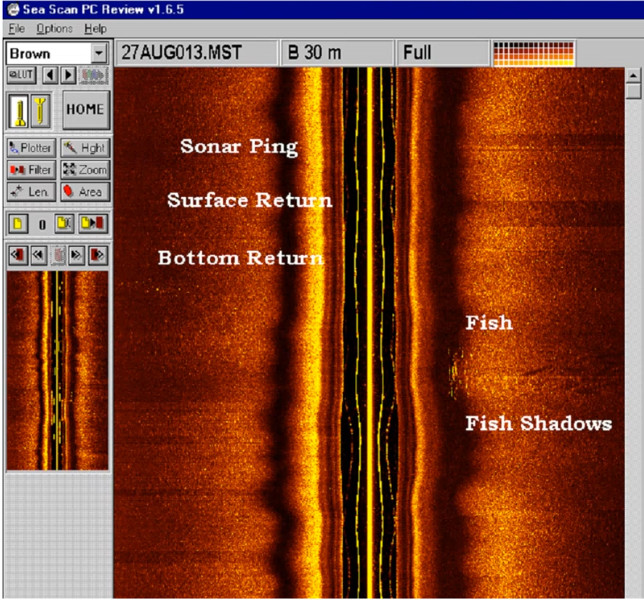 Sea Scan PC Review v1.6.5
File Options Help
Brown
27AUG013.MST
B 30 m
Full
LUT
HOME
Plotter
Hght
Filter
Zoom
Len
Area
0
Sonar Ping
Surface Return
Bottom Return
Fish
Fish Shadows